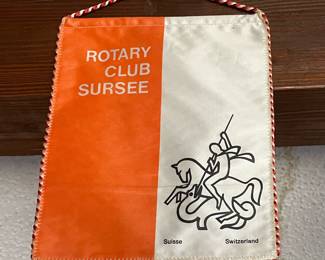 ROTARY
CLUB
SURSEE
Suisse Switzerland